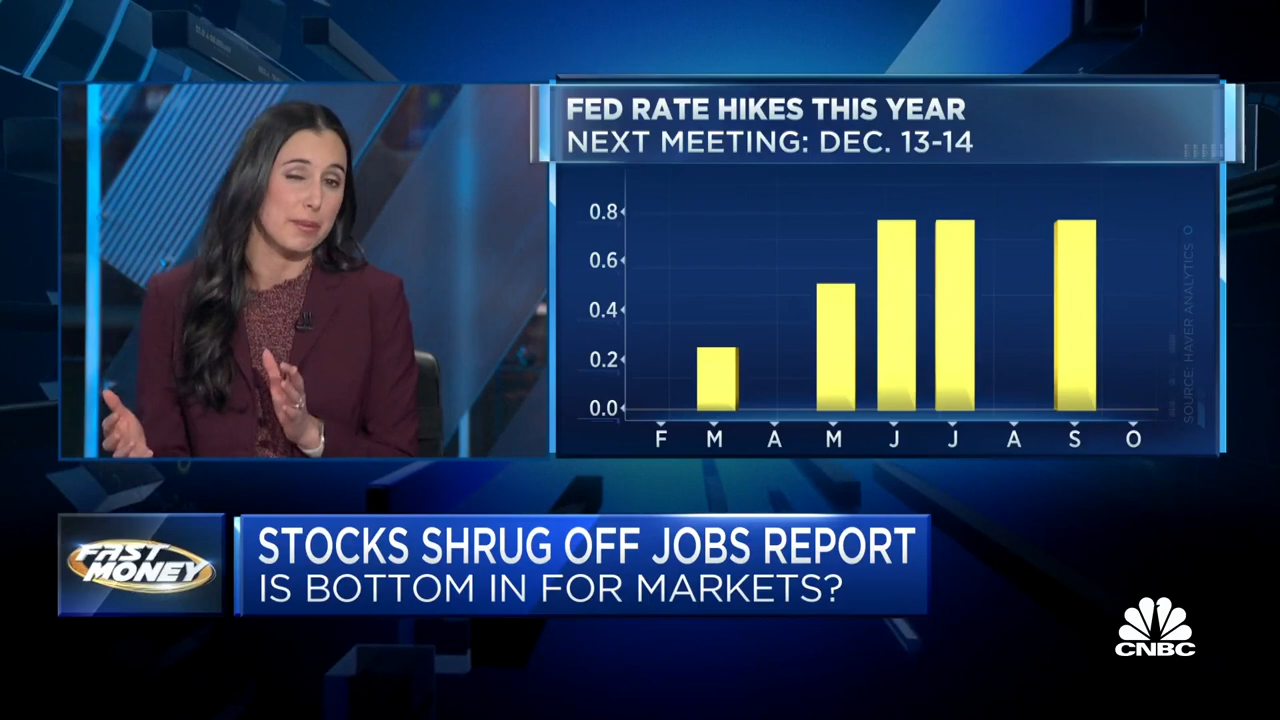 FED RATE HIKES THIS YEAR
NEXT MEETING: DEC. 13-14
0.8
0.6
0.4
0.2
0.0
F M A M J J A S O
SOURCE: HAVER ANALYTICS
FAST
MONEY
STOCKS SHRUG OFF JOBS REPORT
IS BOTTOM IN FOR MARKETS?
CNBC